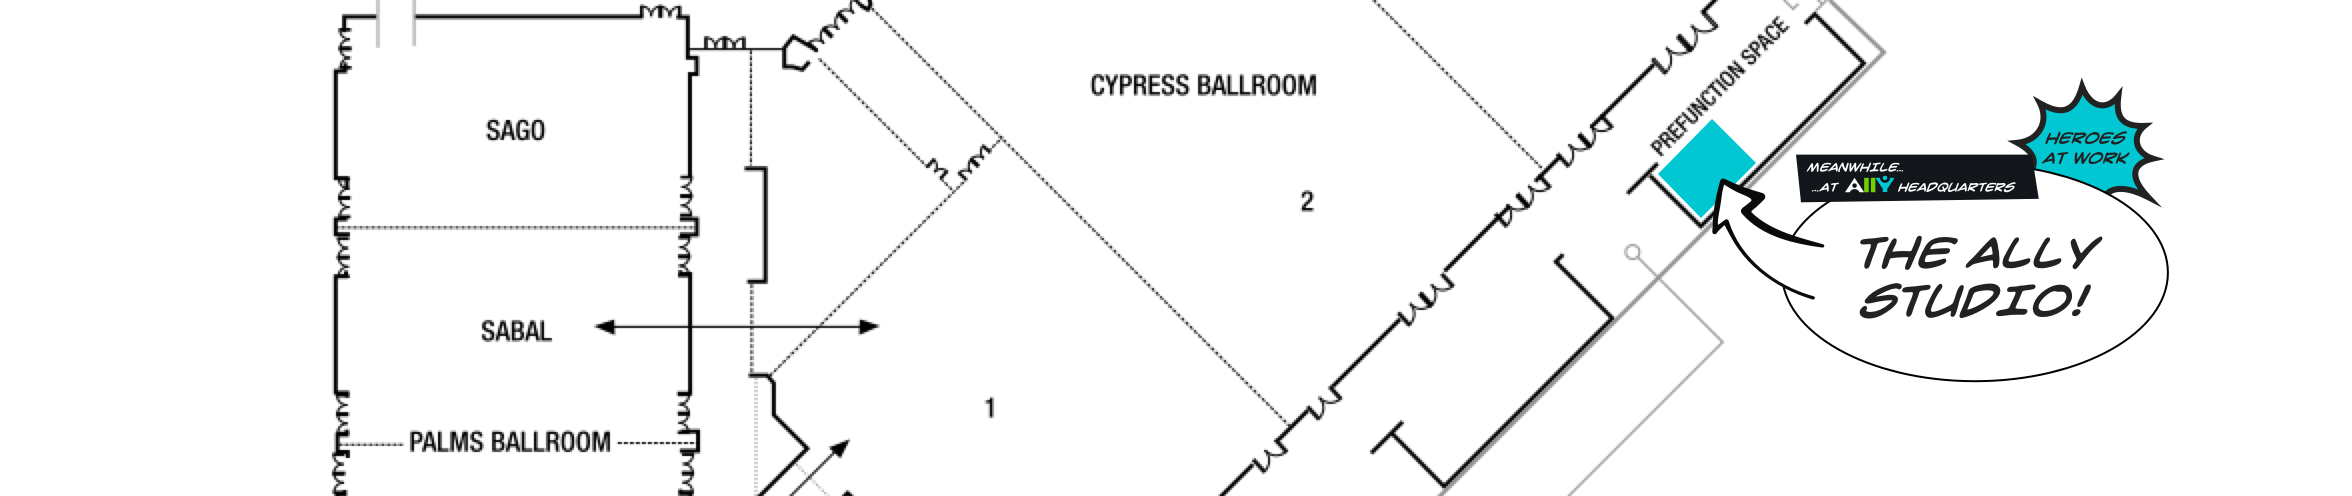 SAGO
SABAL
PALMS BALLROOM
CYPRESS BALLROOM
2
1
PREFUNCTION SPACE
HEROES
AT WORK
MEANWHILE...
...AT ALLY HEADQUARTERS
THE ALLY
STUDIO!